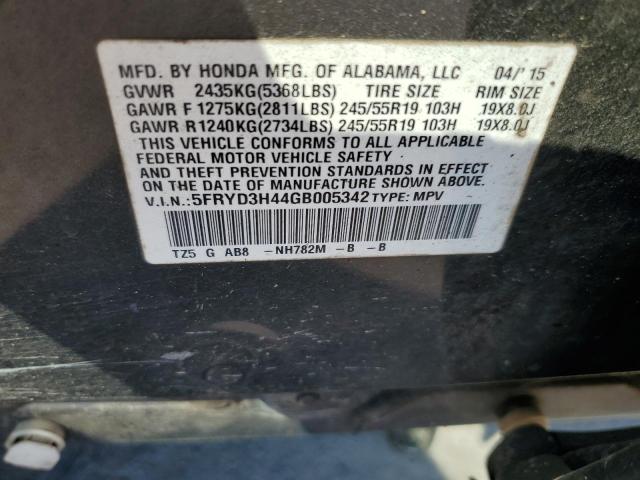 MFD. BY HONDA MFG. OF ALABAMA, LLC 04/'15
GVWR 2435KG(5368LBS) TIRE SIZE RIM SIZE
GAWR F 1275KG(2811LBS) 245/55R19 103H 19X8.0J
GAWR R1240KG(2734LBS) 245/55R19 103H 19X8.0J
THIS VEHICLE CONFORMS TO ALL APPLICABLE
FEDERAL MOTOR VEHICLE SAFETY
AND THEFT PREVENTION STANDARDS IN EFFECT
ON THE DATE OF MANUFACTURE SHOWN ABOVE.
V.I.N.:5FRYD3H44GB005342 TYPE: MPV
TZ5 G AB8 -NH782M -B -B